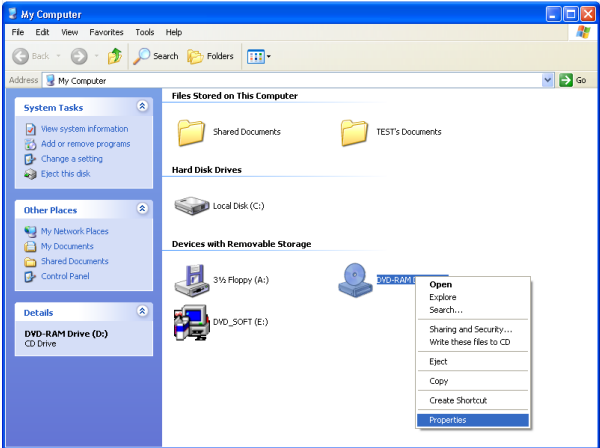 My Computer
File Edit View Favorites Tools Help
Back Search Folders
Address My Computer Go
System Tasks
View system information
Add or remove programs
Change a setting
Eject this disk
Other Places
My Network Places
My Documents
Shared Documents
Control Panel
Details
DVD-RAM Drive (D:)
CD Drive
Files Stored on This Computer
Shared Documents TEST's Documents
Hard Disk Drives
Local Disk (C:)
Devices with Removable Storage
3½ Floppy (A:) DVD-RAM
DVD_SOFT (E:)
Open
Explore
Search...
Sharing and Security...
Write these files to CD
Eject
Copy
Create Shortcut
Properties